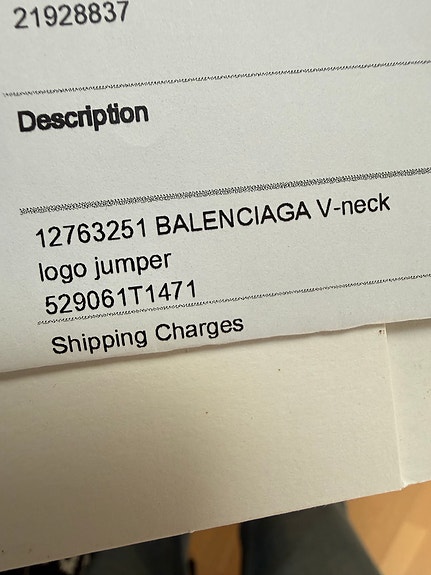 21928837
Description
12763251 BALENCIAGA V-neck
logo jumper
529061T1471
Shipping Charges